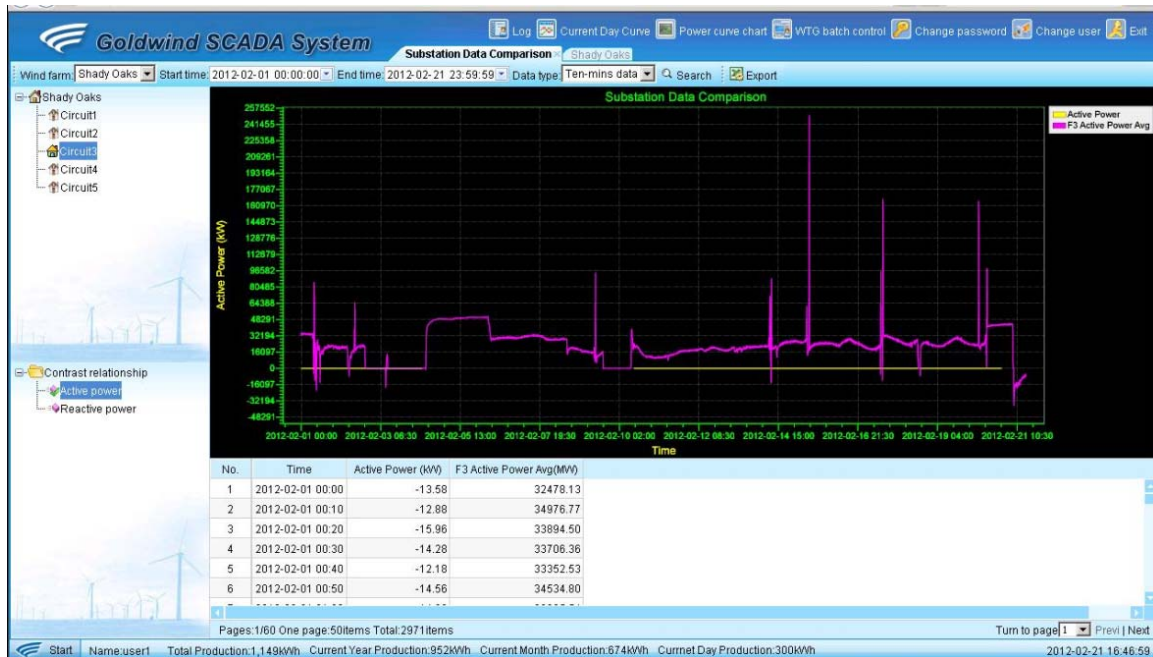 Goldwind SCADA System
Log Current Day Curve Power curve chart WTG batch control Change password Change user Exit
Substation Data Comparison Shady Oaks
Wind farm: Shady Oaks Start time: 2012-02-01 00:00:00 End time: 2012-02-21 23:59:59 Data type: Ten-mins data Search Export
Shady Oaks
Circuit1
Circuit2
Circuit3
Circuit4
Circuit5
Contrast relationship
Active power
Reactive power
Substation Data Comparison
Active Power
F3 Active Power Avg
Active Power (kW)
257552
241455
225358
209261
193164
177067
160970
144873
128776
112679
96582
80485
64388
48291
32194
16097
0
-16097
-32194
-48291
2012-02-01 00:00 2012-02-03 06:30 2012-02-05 13:00 2012-02-07 19:30 2012-02-10 02:00 2012-02-12 08:30 2012-02-14 15:00 2012-02-16 21:30 2012-02-19 04:00 2012-02-21 10:30
Time
No. Time Active Power (kW) F3 Active Power Avg(MW)
1 2012-02-01 00:00 -13.58 32478.13
2 2012-02-01 00:10 -12.88 34976.77
3 2012-02-01 00:20 -15.96 33894.50
4 2012-02-01 00:30 -14.28 33706.36
5 2012-02-01 00:40 -12.18 33352.53
6 2012-02-01 00:50 -14.56 34534.80
Pages:1/60 One page:50items Total:2971items
Turn to page 1 Previ | Next
Start Name:user1 Total Production:1,149kWh Current Year Production:952kWh Current Month Production:674kWh Currnet Day Production:300kWh 2012-02-21 16:46:59